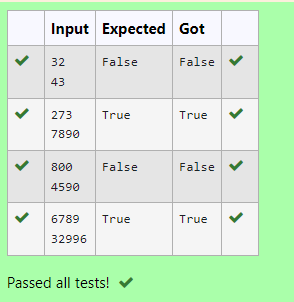 Input Expected Got
32 False False
43
273 True True
7890
800 False False
4590
6789 True True
32996
Passed all tests!